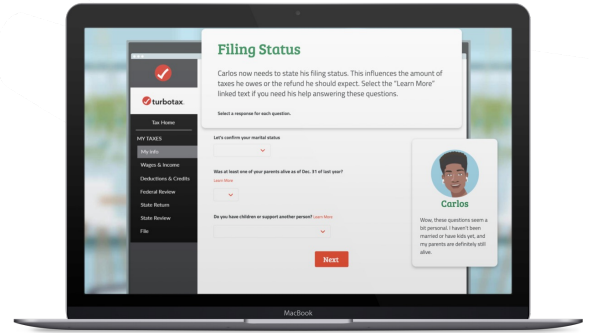 Filing Status
Carlos now needs to state his filing status. This influences the amount of
taxes he owes or the refund he should expect. Select the "Learn More"
linked text if you need his help answering these questions.
Select a response for each question.
turbotax
Tax Home
MY TAXES
My Info
Wages & Income
Deductions & Credits
Federal Review
State Return
State Review
File
Let's confirm your marital status
Was at least one of your parents alive as of Dec. 31 of last year?
Learn More
Do you have children or support another person? Learn More
Next
Carlos
Wow, these questions seem a
bit personal. I haven't been
married or have kids yet, and
my parents are definitely still
alive.
MacBook